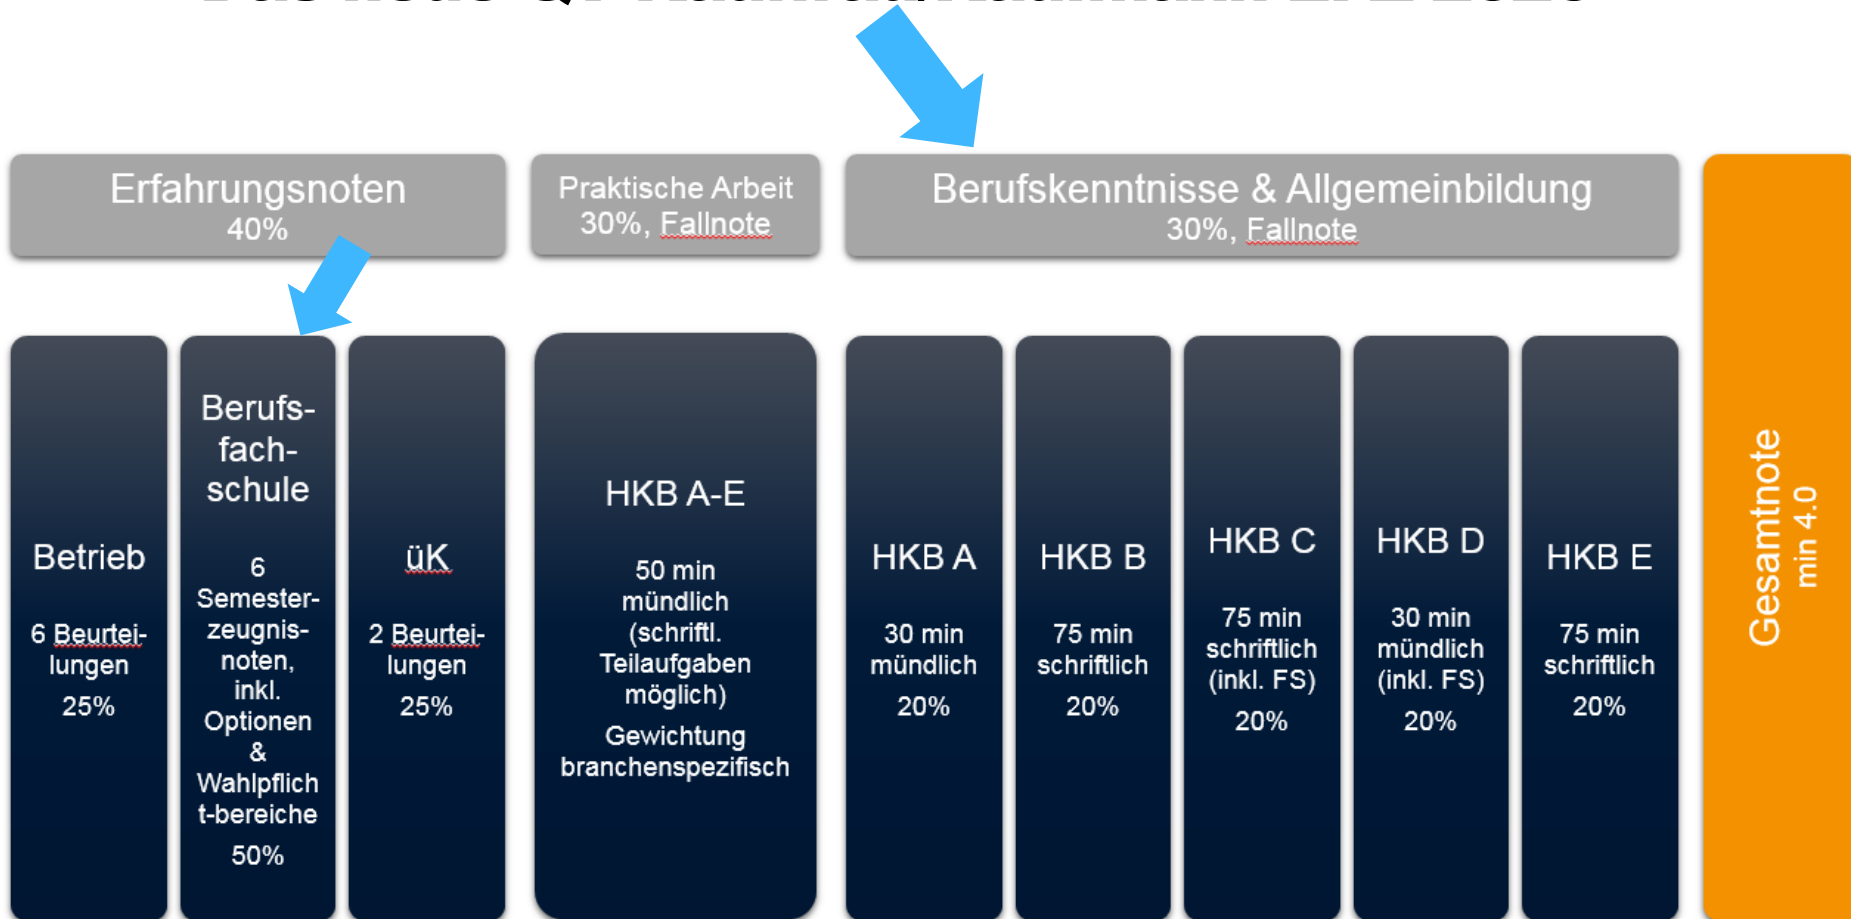 Erfahrungsnoten
40%
Praktische Arbeit
30%, Fallnote
Berufskenntnisse & Allgemeinbildung
30%, Fallnote
Betrieb
6 Beurtei-
lungen
25%
Berufs-
fach-
schule
6
Semester-
zeugnis-
noten,
inkl.
Optionen
&
Wahlpflich
t-bereiche
50%
üK
2 Beurtei-
lungen
25%
HKB A-E
50 min
mündlich
(schriftl.
Teilaufgaben
möglich)
Gewichtung
branchenspezifisch
HKB A
30 min
mündlich
20%
HKB B
75 min
schriftlich
20%
HKB C
75 min
schriftlich
(inkl. FS)
20%
HKB D
30 min
mündlich
(inkl. FS)
20%
HKB E
75 min
schriftlich
20%
Gesamtnote
min 4.0